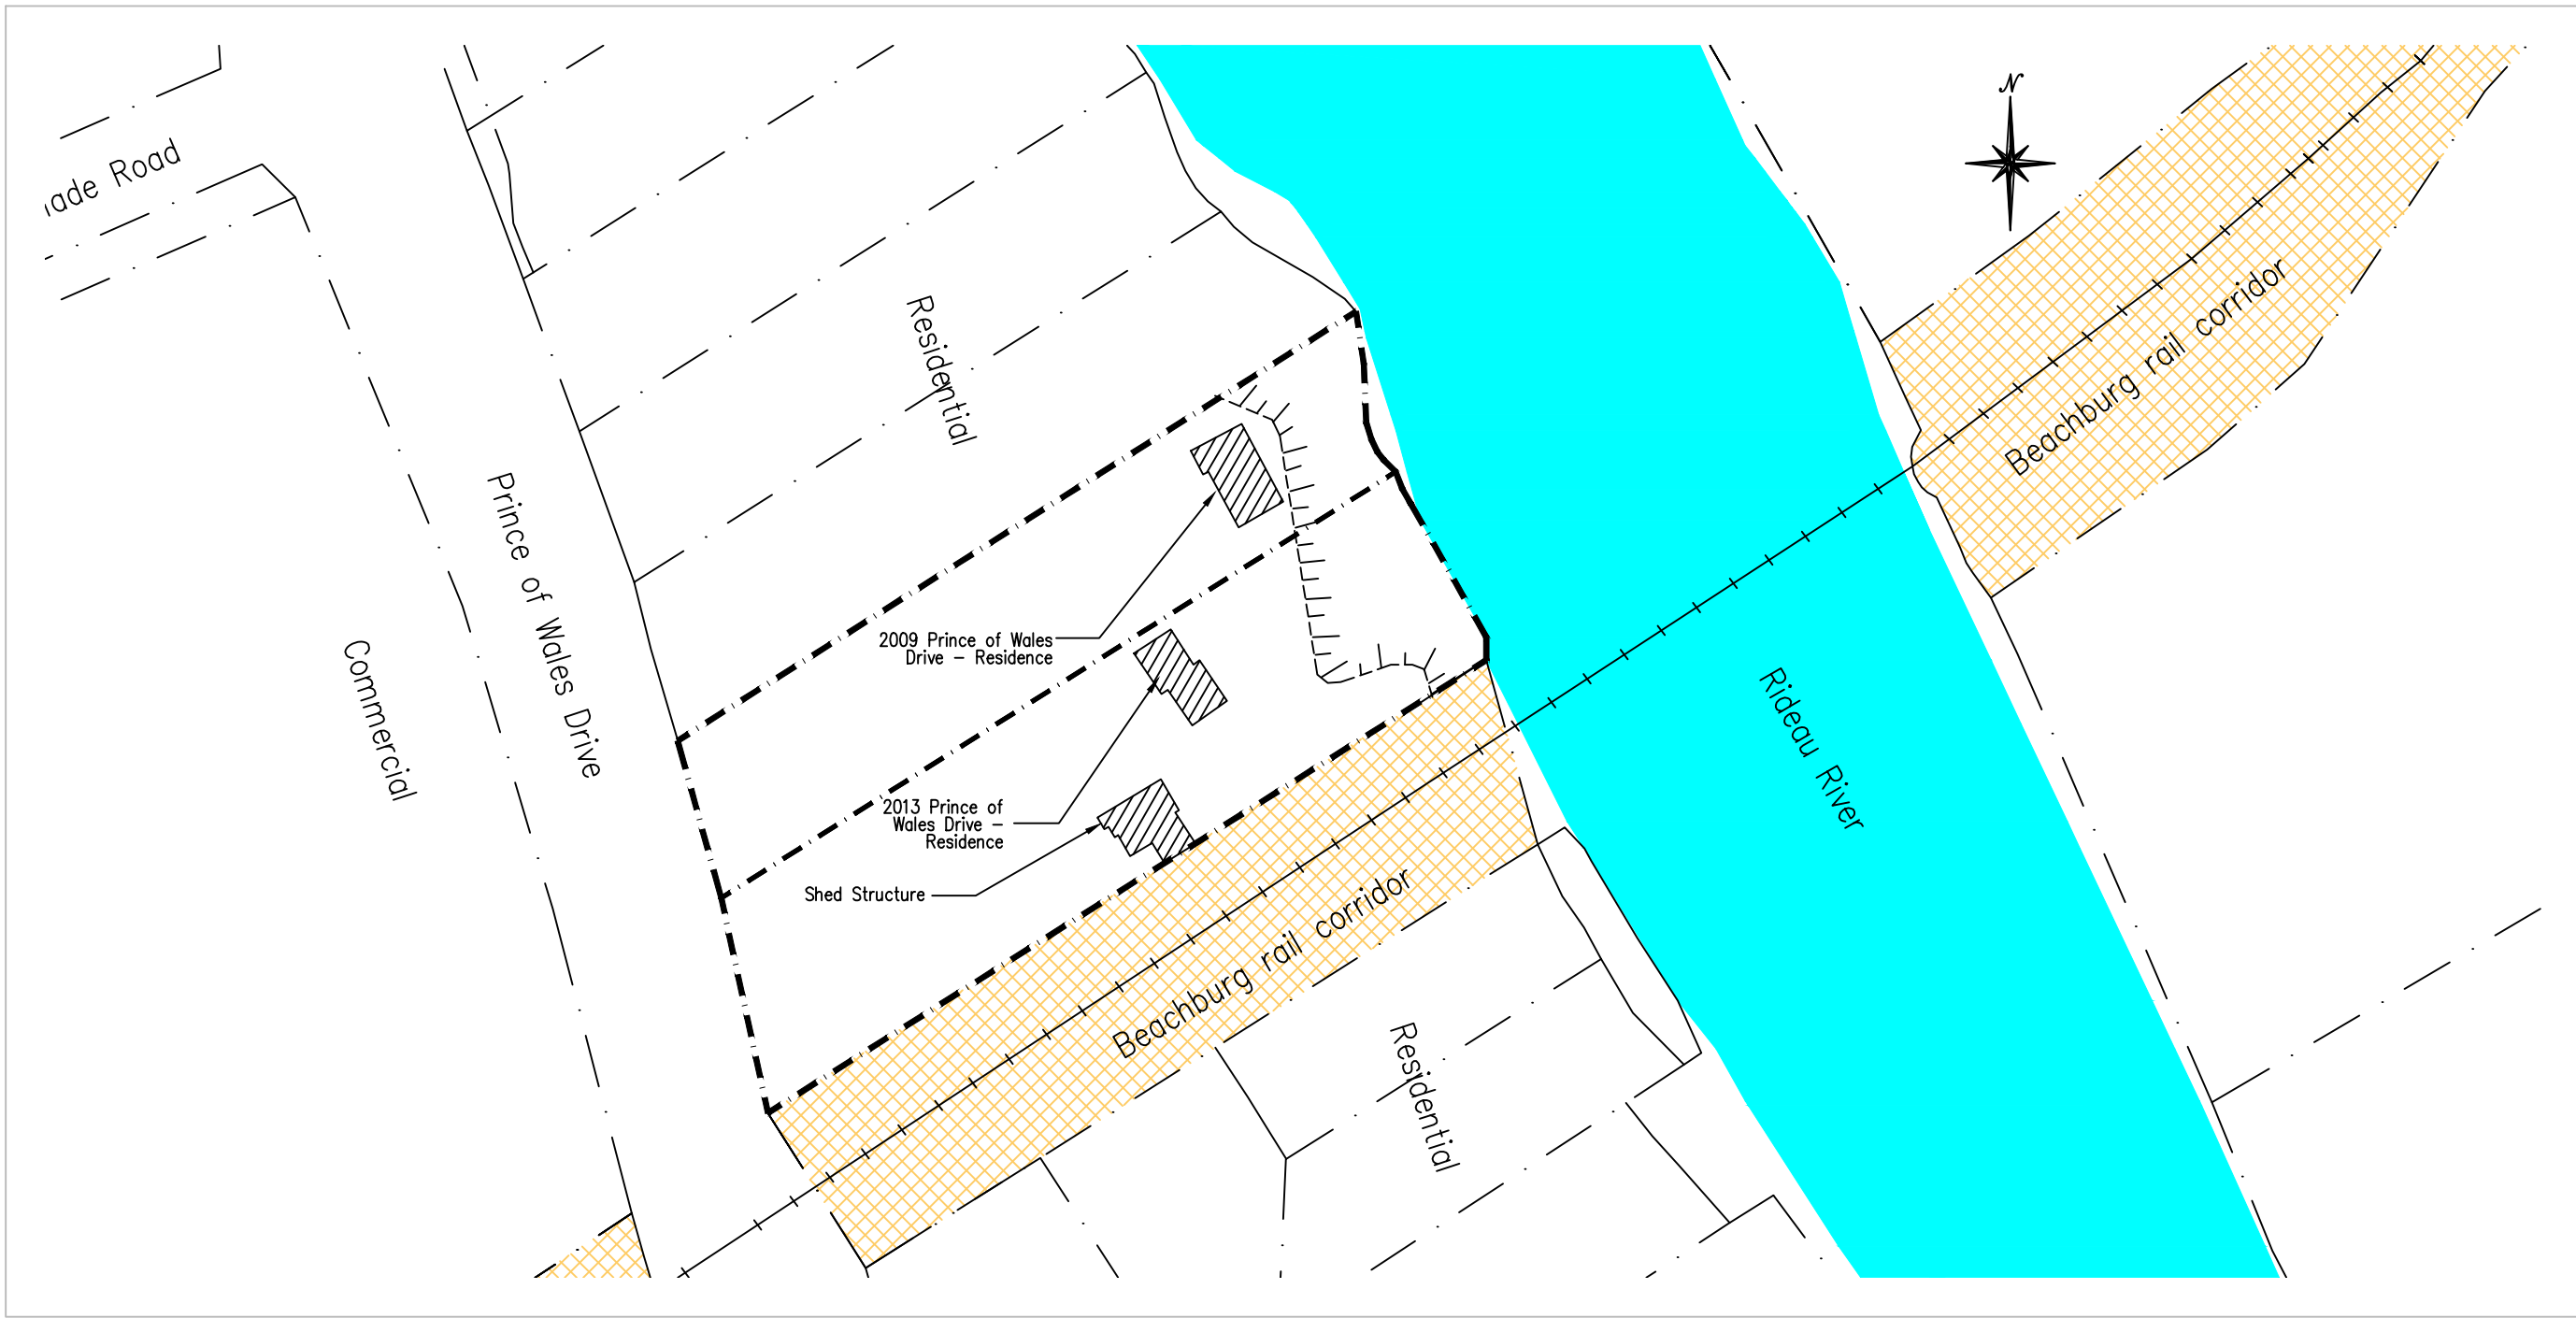 N
Road
Residential
Beachburg rail corridor
Prince of Wales Drive
Commercial
2009 Prince of Wales
Drive – Residence
2013 Prince of
Wales Drive –
Residence
Shed Structure
Rideau River
Beachburg rail corridor
Residential